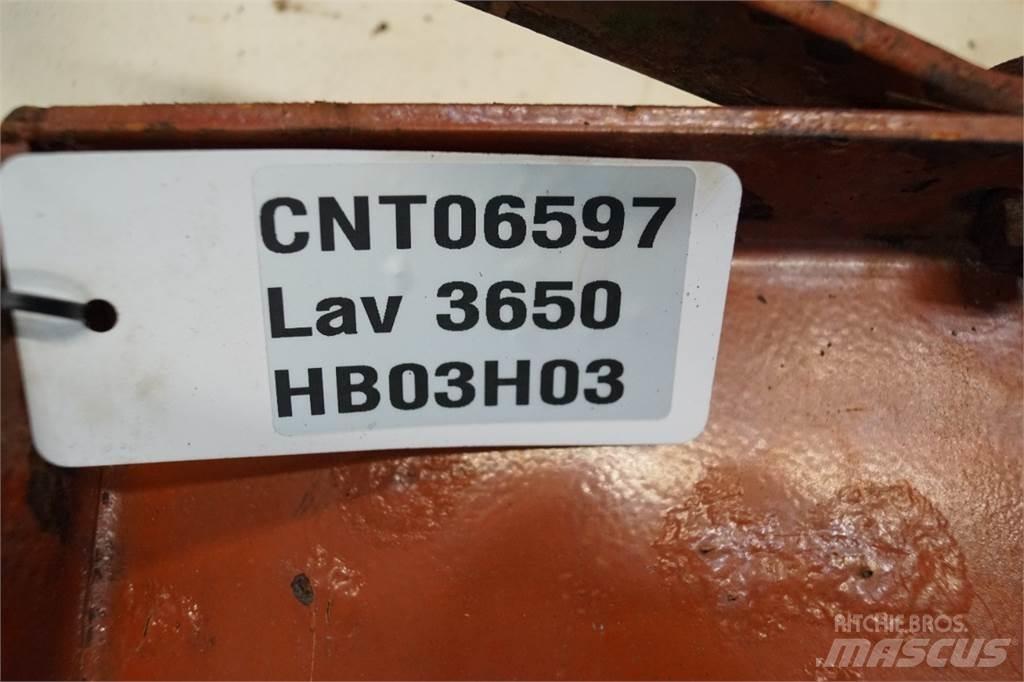 CNT06597
Lav 3650
HB03H03
RITCHIE BROS.
MASCUS